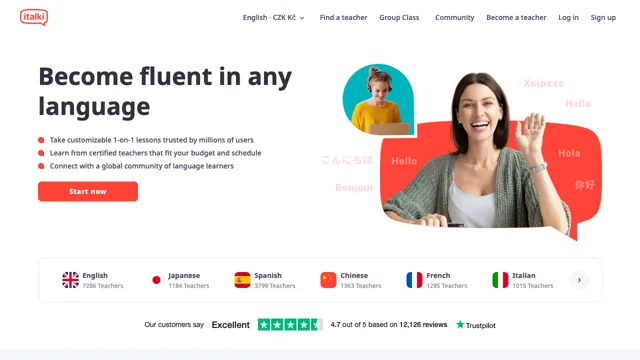 italki
English · CZK Kč
Find a teacher
Group Class
Community
Become a teacher
Log in
Sign up
Become fluent in any
language
Take customizable 1-on-1 lessons trusted by millions of users
Learn from certified teachers that fit your budget and schedule
Connect with a global community of language learners
Start now
Χαίρετε
Hallo
こんにちは
Hello
Hola
Bonjour
你好
English
7286 Teachers
Japanese
1184 Teachers
Spanish
3799 Teachers
Chinese
1363 Teachers
French
1295 Teachers
Italian
1015 Teachers
Our customers say Excellent 4.7 out of 5 based on 12,126 reviews Trustpilot